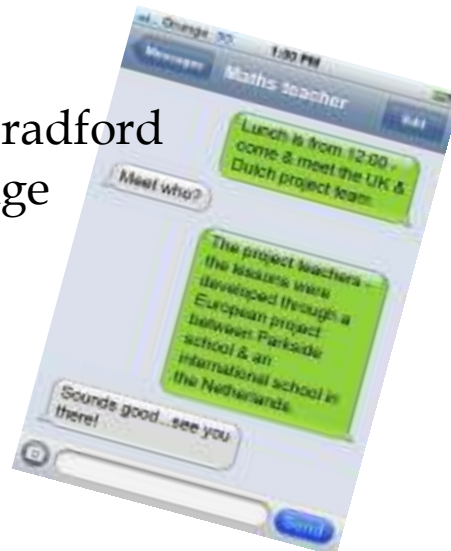 radford
ge
Orange 3G
1:30 PM
Messages
Maths teacher
Edit
Lunch is from 12:00 -
come & meet the UK &
Dutch project team.
Meet who?
The project teachers -
the lessons were
developed through a
European project
between Parkside
school & an
international school in
the Netherlands.
Sounds good...see you
there!
Send